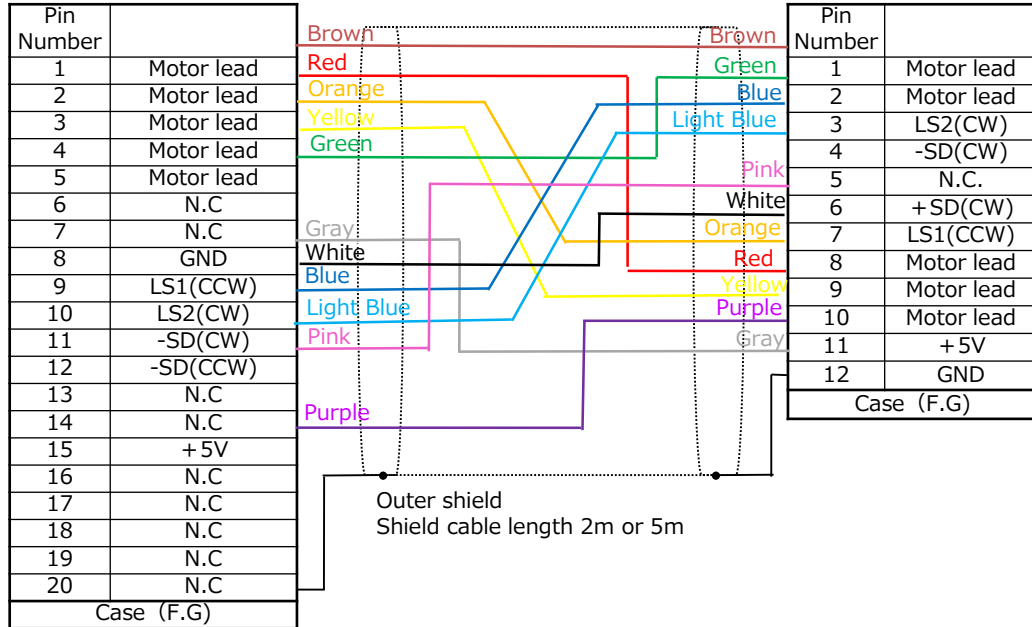 Pin
Number
1 Motor lead
2 Motor lead
3 Motor lead
4 Motor lead
5 Motor lead
6 N.C
7 N.C
8 GND
9 LS1(CCW)
10 LS2(CW)
11 -SD(CW)
12 -SD(CCW)
13 N.C
14 N.C
15 +5V
16 N.C
17 N.C
18 N.C
19 N.C
20 N.C
Case (F.G)
Brown
Red
Orange
Yellow
Green
Gray
White
Blue
Light Blue
Pink
Purple
Brown
Green
Blue
Light Blue
Pink
White
Orange
Red
Yellow
Purple
Gray
Outer shield
Shield cable length 2m or 5m
Pin
Number
1 Motor lead
2 Motor lead
3 LS2(CW)
4 -SD(CW)
5 N.C.
6 +SD(CW)
7 LS1(CCW)
8 Motor lead
9 Motor lead
10 Motor lead
11 +5V
12 GND
Case (F.G)